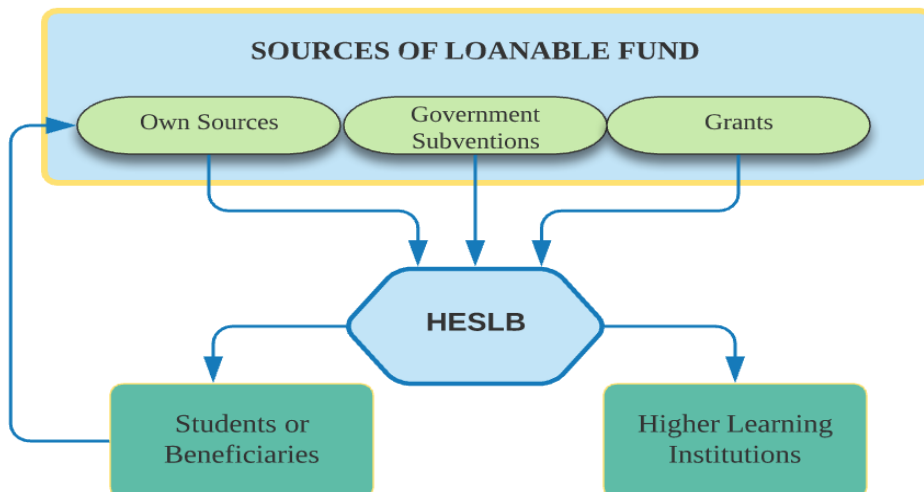 SOURCES OF LOANABLE FUND
Own Sources
Government
Subventions
Grants
HESLB
Students or
Beneficiaries
Higher Learning
Institutions